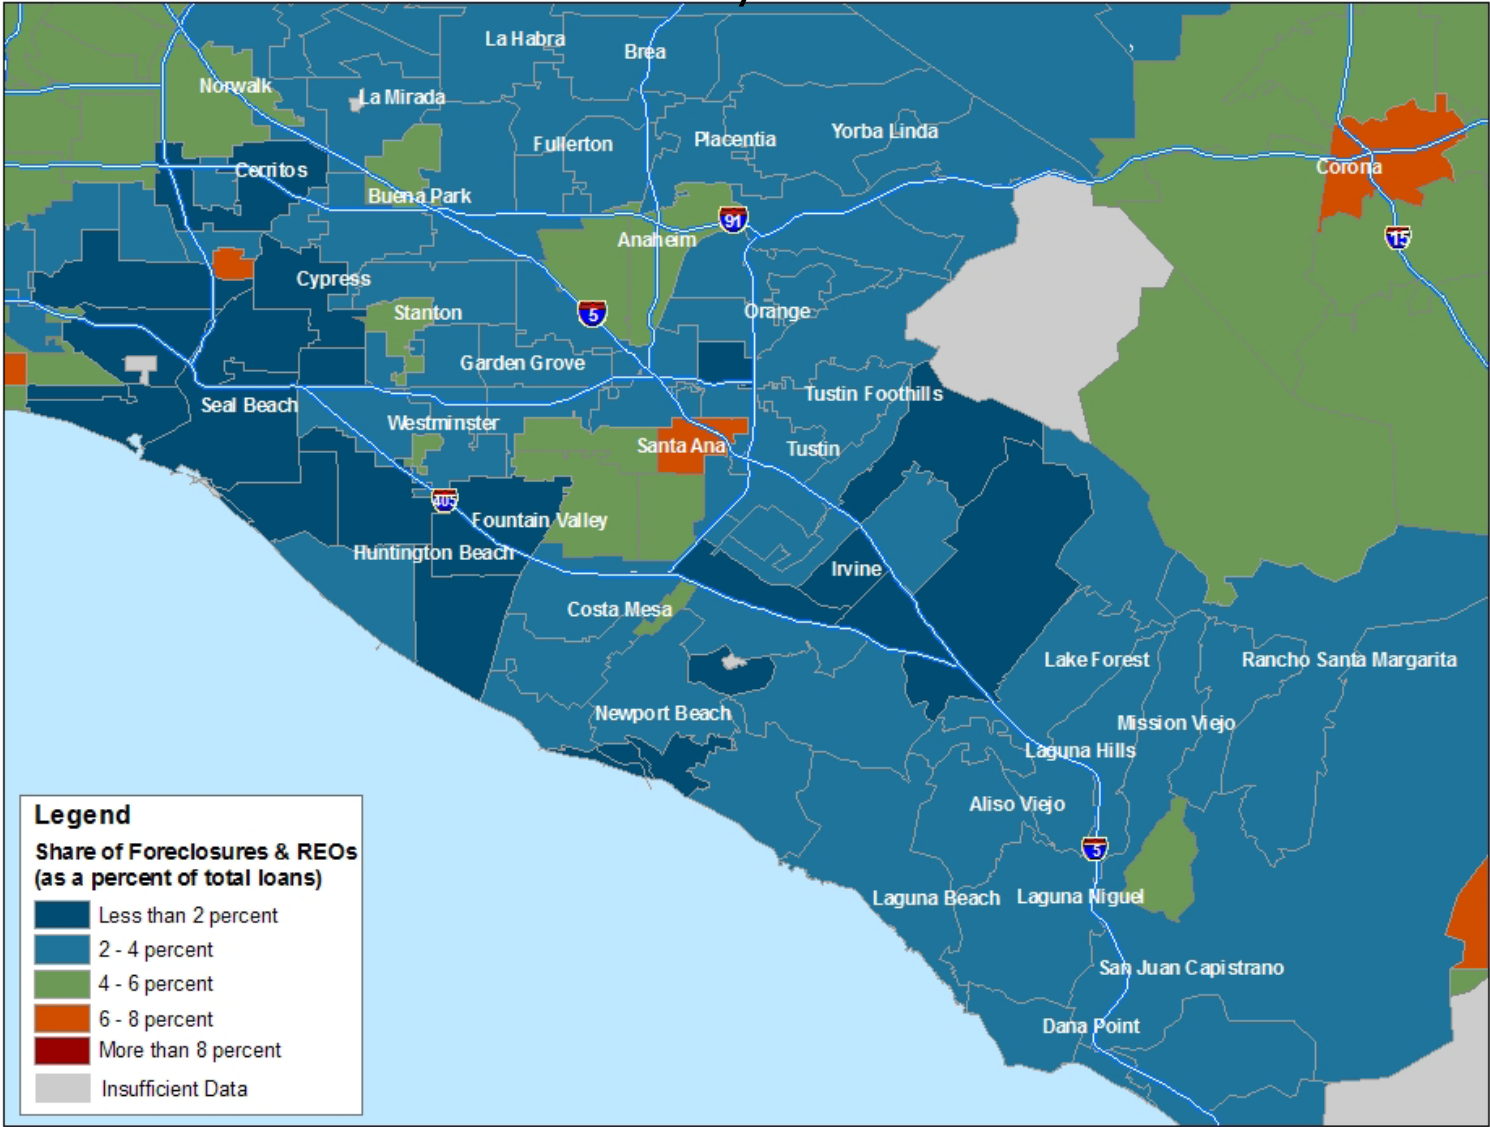 La Habra
Brea
Norwalk
La Mirada
Fullerton
Placentia
Yorba Linda
Cerritos
Corona
Buena Park
91
Anaheim
15
Cypress
Stanton
5
Orange
Garden Grove
Tustin Foothills
Seal Beach
Westminster
Santa Ana
Tustin
405
Fountain Valley
Huntington Beach
Irvine
Costa Mesa
Lake Forest
Rancho Santa Margarita
Newport Beach
Mission Viejo
Laguna Hills
Aliso Viejo
5
Laguna Beach
Laguna Niguel
San Juan Capistrano
Dana Point
Legend
Share of Foreclosures & REOs
(as a percent of total loans)
Less than 2 percent
2 - 4 percent
4 - 6 percent
6 - 8 percent
More than 8 percent
Insufficient Data